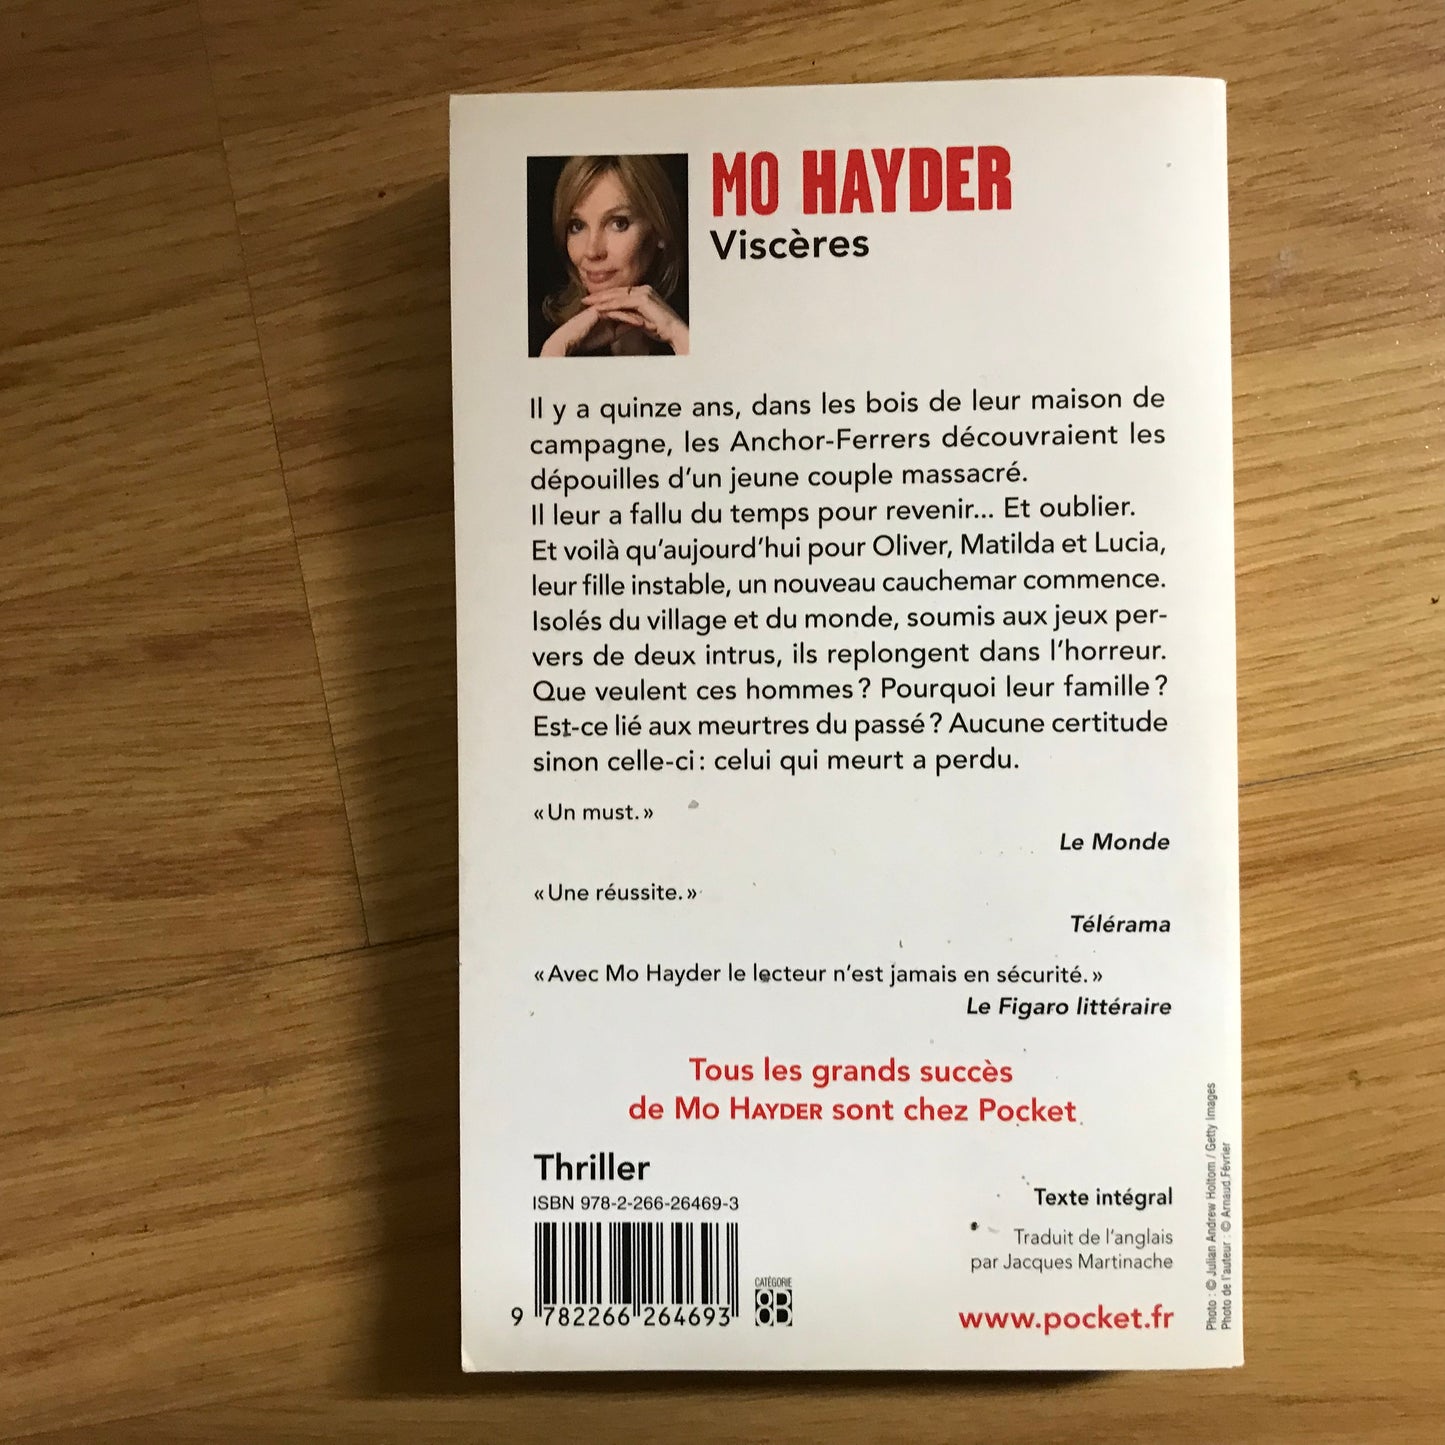 MO HAYDER
Viscères
Il y a quinze ans, dans les bois de leur maison de
campagne, les Anchor-Ferrers découvraient les
dépouilles d'un jeune couple massacré.
Il leur a fallu du temps pour revenir... Et oublier.
Et voilà qu'aujourd'hui pour Oliver, Matilda et Lucia,
leur fille instable, un nouveau cauchemar commence.
Isolés du village et du monde, soumis aux jeux per-
vers de deux intrus, ils replongent dans l'horreur.
Que veulent ces hommes ? Pourquoi leur famille ?
Est-ce lié aux meurtres du passé ? Aucune certitude
sinon celle-ci : celui qui meurt a perdu.
« Un must. »
Le Monde
« Une réussite. »
Télérama
« Avec Mo Hayder le lecteur n'est jamais en sécurité. »
Le Figaro littéraire
Tous les grands succès
de Mo HAYDER sont chez Pocket
Thriller
ISBN 978-2-266-26469-3
9 782266 264693
CATÉGORIE
Texte intégral
Traduit de l'anglais
par Jacques Martinache
www.pocket.fr
Photo : © Julian Andrew Holtom / Getty Images
Photo de l'auteur : © Arnaud Février